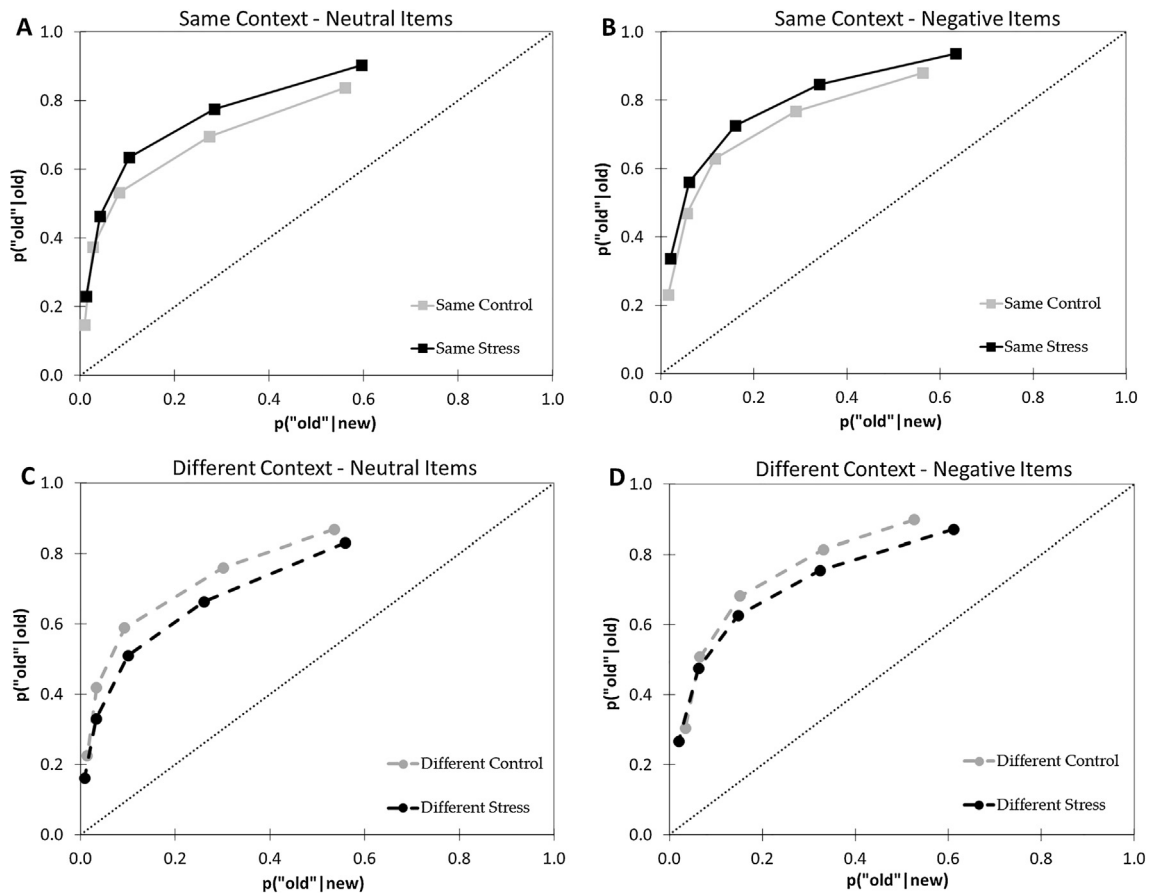 A
Same Context - Neutral Items
1.0
0.8
0.6
0.4
0.2
0.0
p("old"|old)
Same Control
Same Stress
0.0 0.2 0.4 0.6 0.8 1.0
p("old"|new)
B
Same Context - Negative Items
1.0
0.8
0.6
0.4
0.2
0.0
p("old"|old)
Same Control
Same Stress
0.0 0.2 0.4 0.6 0.8 1.0
p("old"|new)
C
Different Context - Neutral Items
1.0
0.8
0.6
0.4
0.2
0.0
p("old"|old)
Different Control
Different Stress
0.0 0.2 0.4 0.6 0.8 1.0
p("old"|new)
D
Different Context - Negative Items
1.0
0.8
0.6
0.4
0.2
0.0
p("old"|old)
Different Control
Different Stress
0.0 0.2 0.4 0.6 0.8 1.0
p("old"|new)